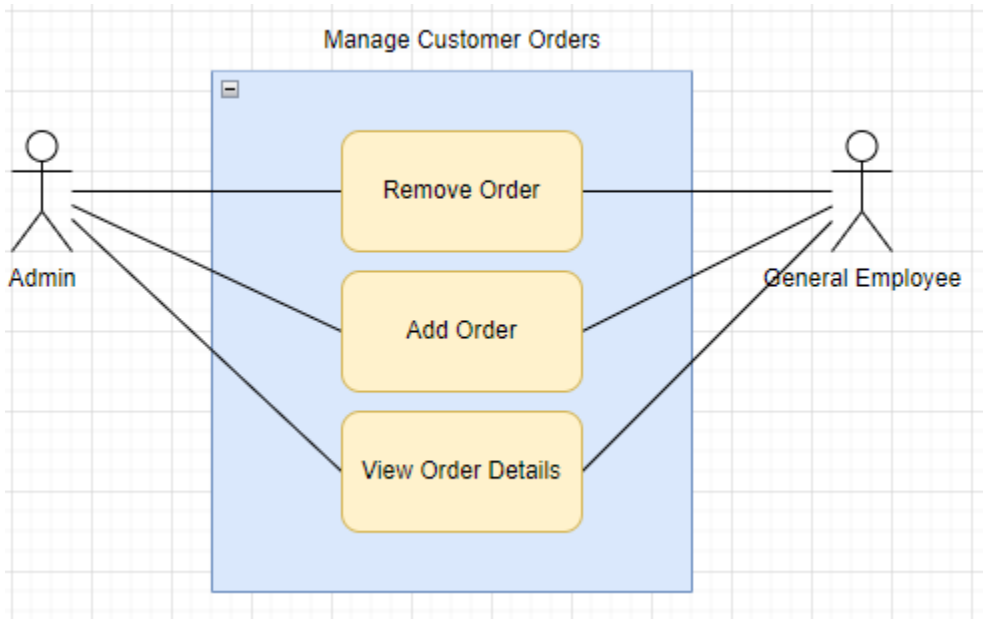 Manage Customer Orders
Remove Order
Admin
General Employee
Add Order
View Order Details